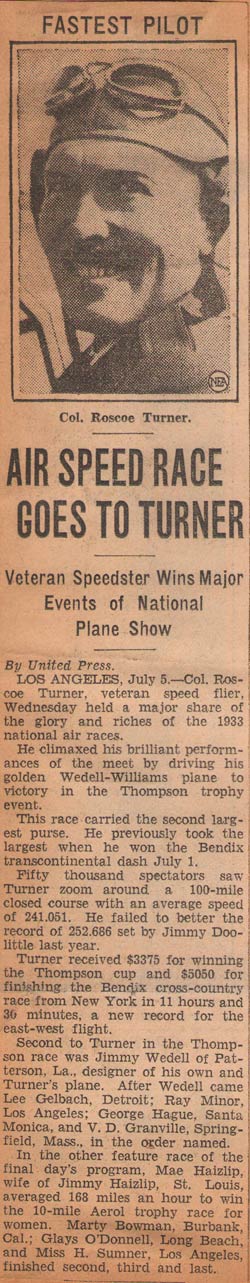 FASTEST PILOT
NEA
Col. Roscoe Turner.
AIR SPEED RACE
GOES TO TURNER
Veteran Speedster Wins Major
Events of National
Plane Show
By United Press.
LOS ANGELES, July 5.—Col. Ros-
coe Turner, veteran speed flier,
Wednesday held a major share of
the glory and riches of the 1933
national air races.
He climaxed his brilliant perform-
ances of the meet by driving his
golden Wedell-Williams plane to
victory in the Thompson trophy
event.
This race carried the second larg-
est purse. He previously took the
largest when he won the Bendix
transcontinental dash July 1.
Fifty thousand spectators saw
Turner zoom around a 100-mile
closed course with an average speed
of 241.051. He failed to better the
record of 252.686 set by Jimmy Doo-
little last year.
Turner received $3375 for winning
the Thompson cup and $5050 for
finishing the Bendix cross-country
race from New York in 11 hours and
30 minutes, a new record for the
east-west flight.
Second to Turner in the Thomp-
son race was Jimmy Wedell of Pat-
terson, La., designer of his own and
Turner's plane. After Wedell came
Lee Gelbach, Detroit; Ray Minor,
Los Angeles; George Hague, Santa
Monica, and V. D. Granville, Spring-
field, Mass., in the order named.
In the other feature race of the
final day's program, Mae Haizlip,
wife of Jimmy Haizlip, St. Louis,
averaged 168 miles an hour to win
the 10-mile Aerol trophy race for
women. Marty Bowman, Burbank,
Cal.; Glays O'Donnell, Long Beach,
and Miss H. Sumner, Los Angeles,
finished second, third and last.